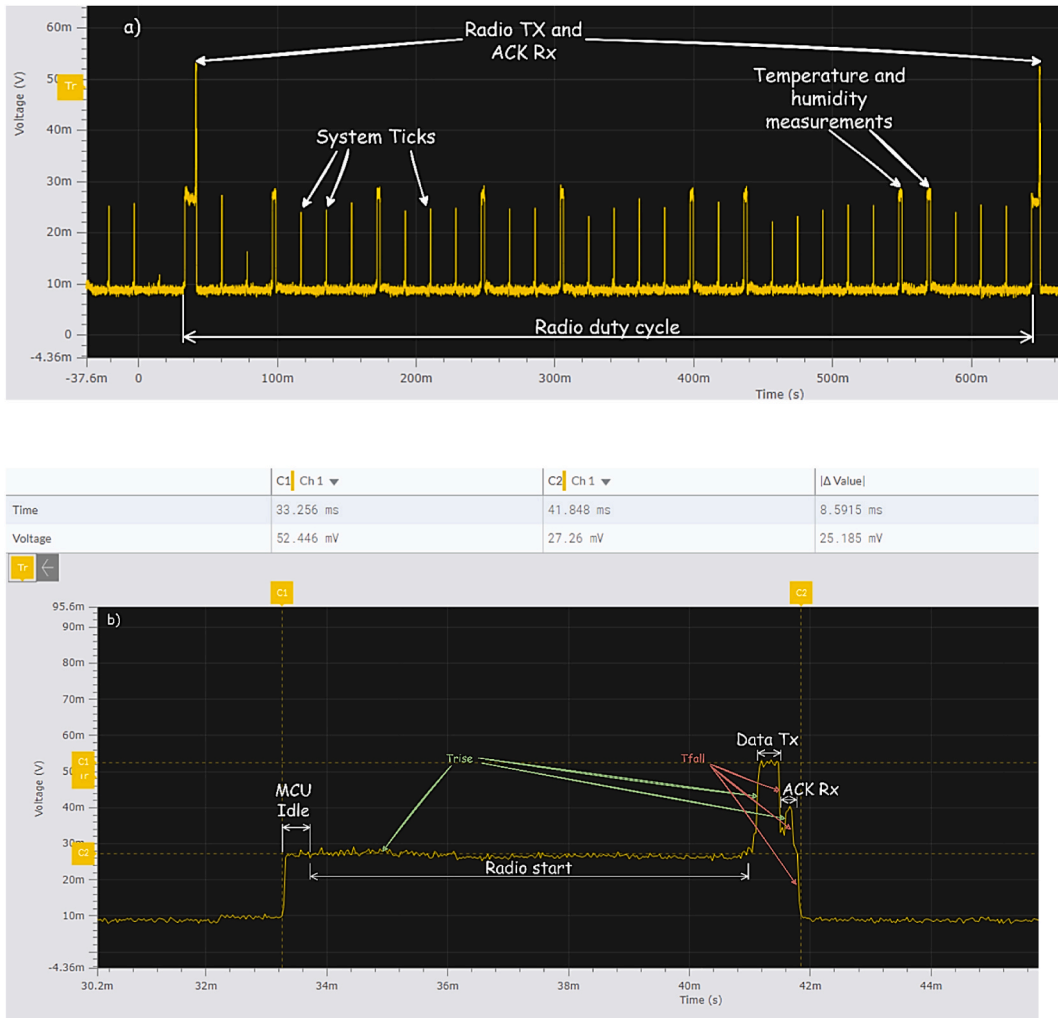 60m
a)
Radio TX and
ACK Rx
50m
Tr
Temperature and
humidity
measurements
Voltage (V)
40m
System Ticks
30m
20m
10m
0
Radio duty cycle
-4.36m
-37.6m 0 100m 200m 300m 400m 500m 600m
Time (s)
C1 Ch 1 C2 Ch 1 |Δ Value|
Time 33.256 ms 41.848 ms 8.5915 ms
Voltage 52.446 mV 27.26 mV 25.185 mV
Tr
C1 C2
95.6m
b)
90m
80m
70m
60m
Data Tx
Trise Tfall
C1
Tr
50m
MCU
Idle
ACK Rx
Voltage (V)
40m
30m
C2
Radio start
20m
10m
-4.36m
30.2m 32m 34m 36m 38m 40m 42m 44m
Time (s)